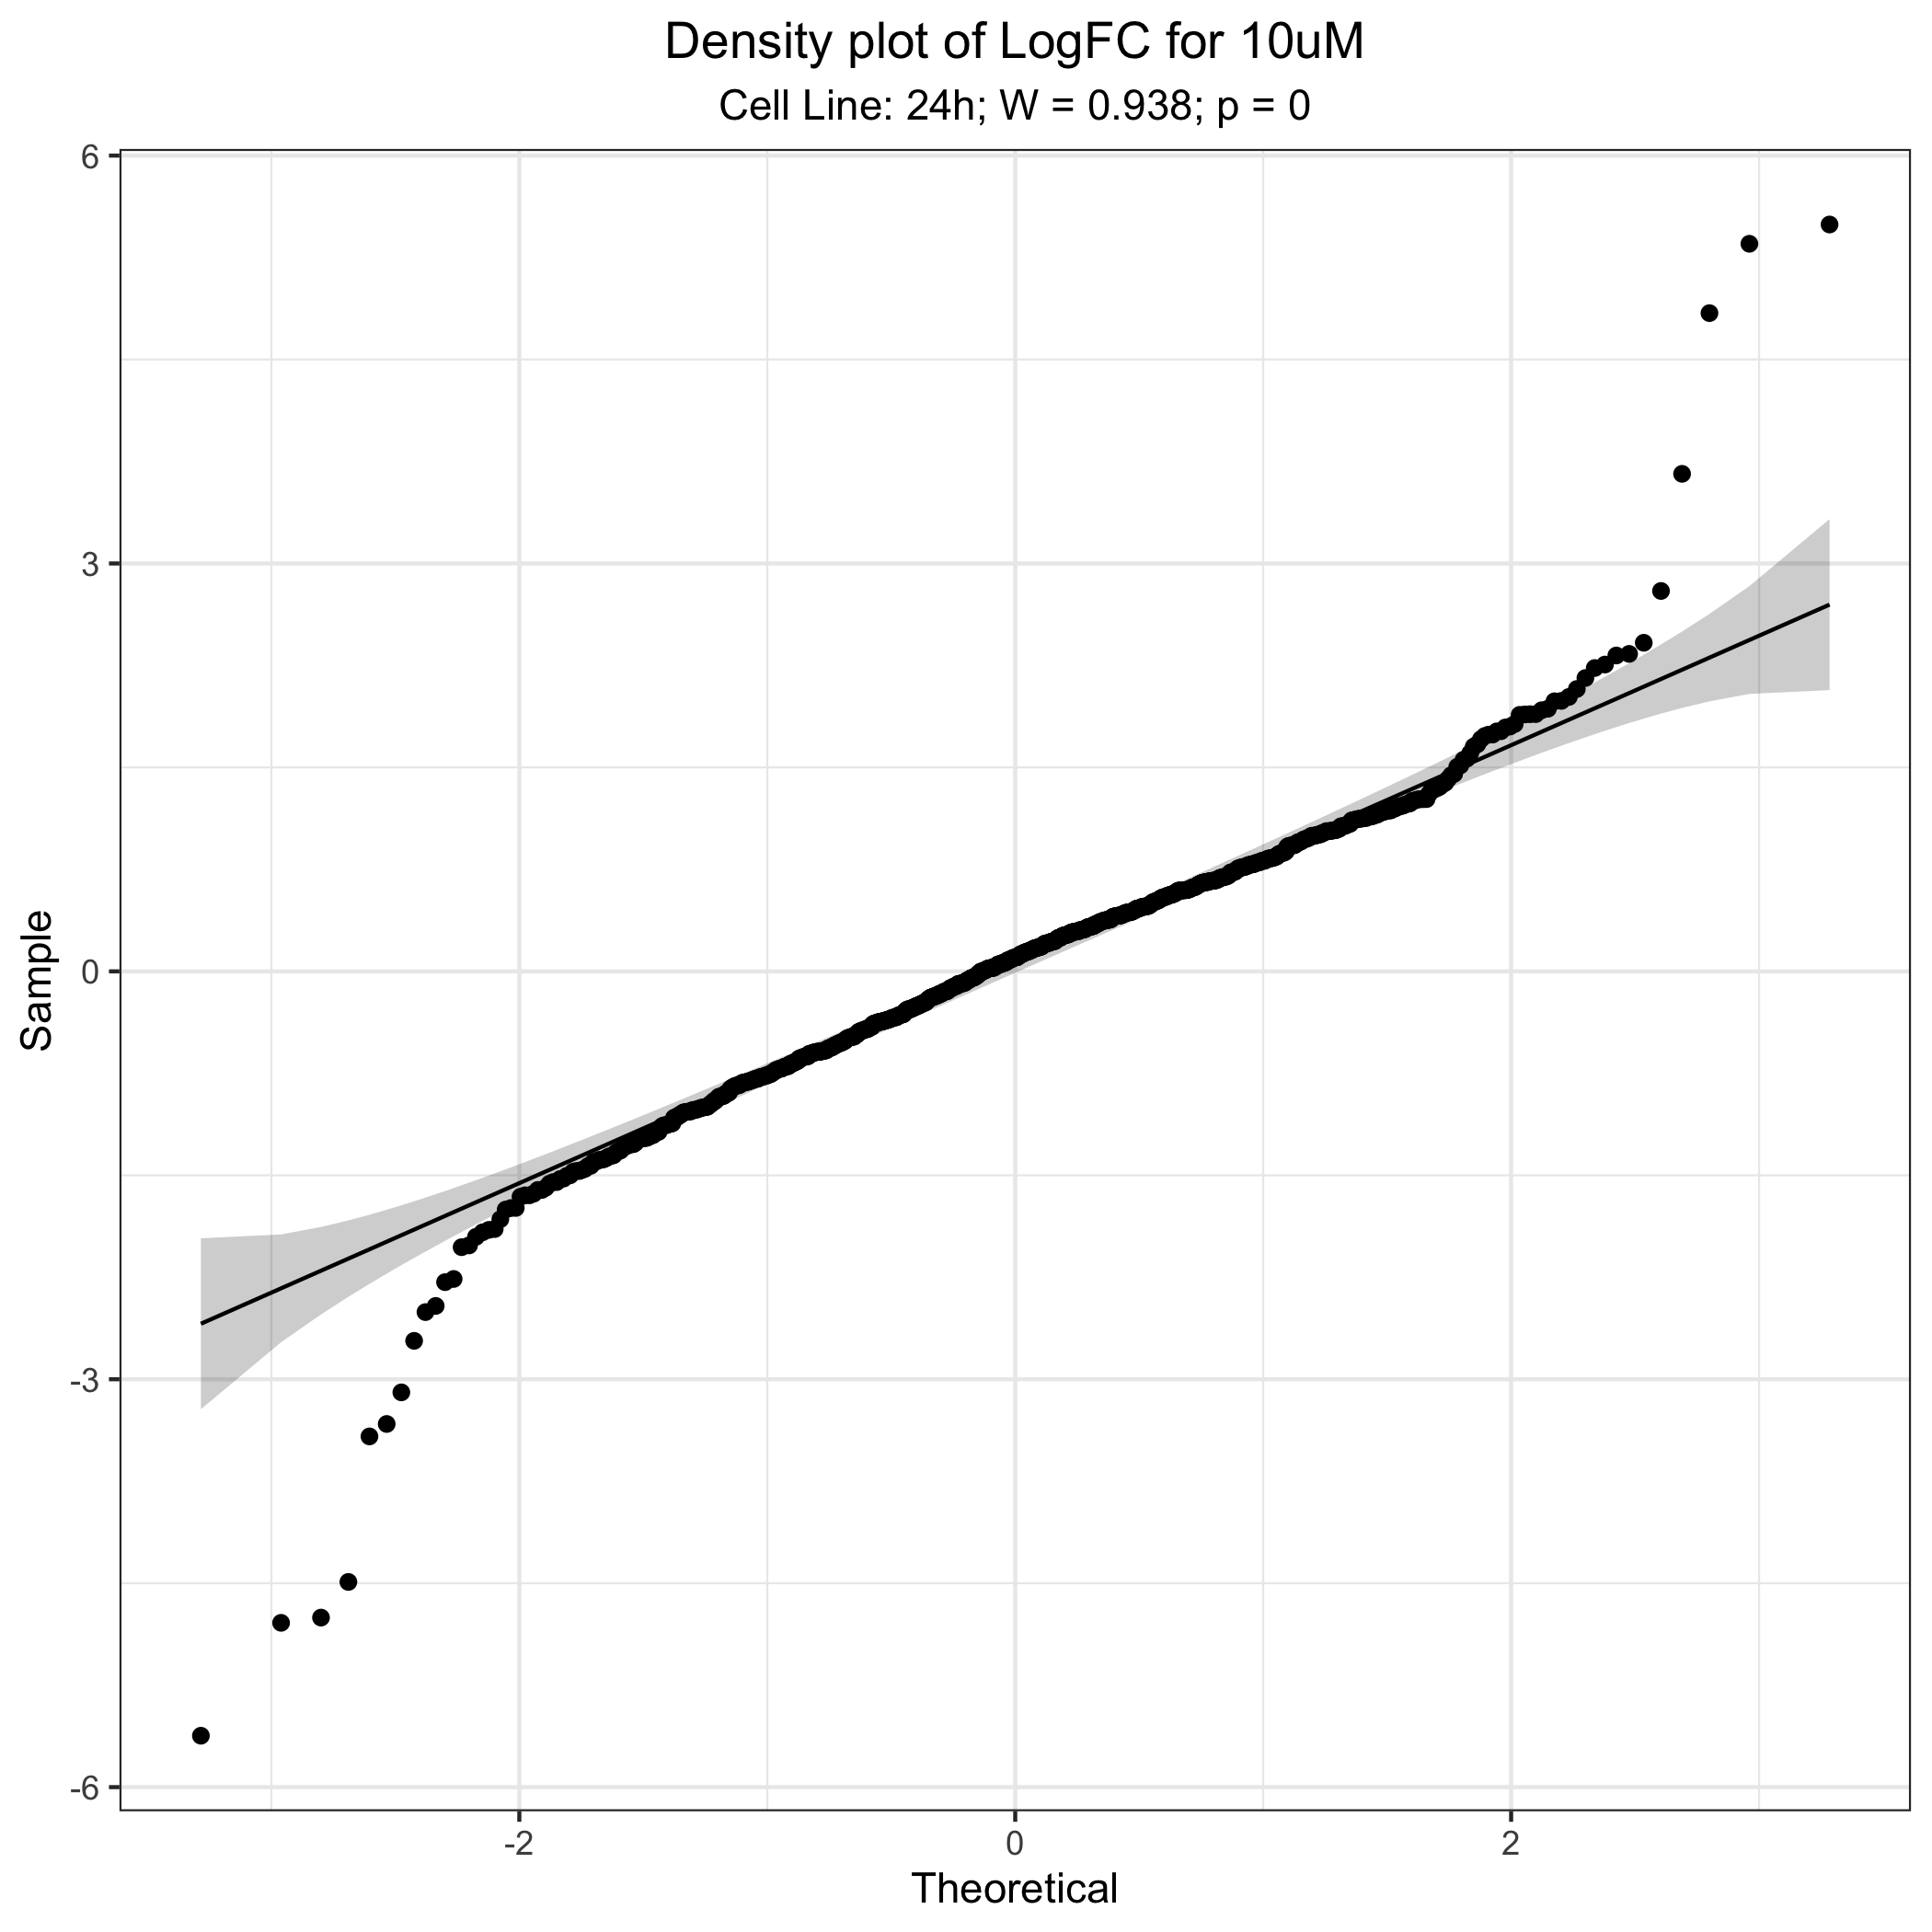 Density plot of LogFC for 10uM
Cell Line: 24h; W = 0.938; p = 0
6
3
0
-3
-6
Sample
-2
0
2
Theoretical